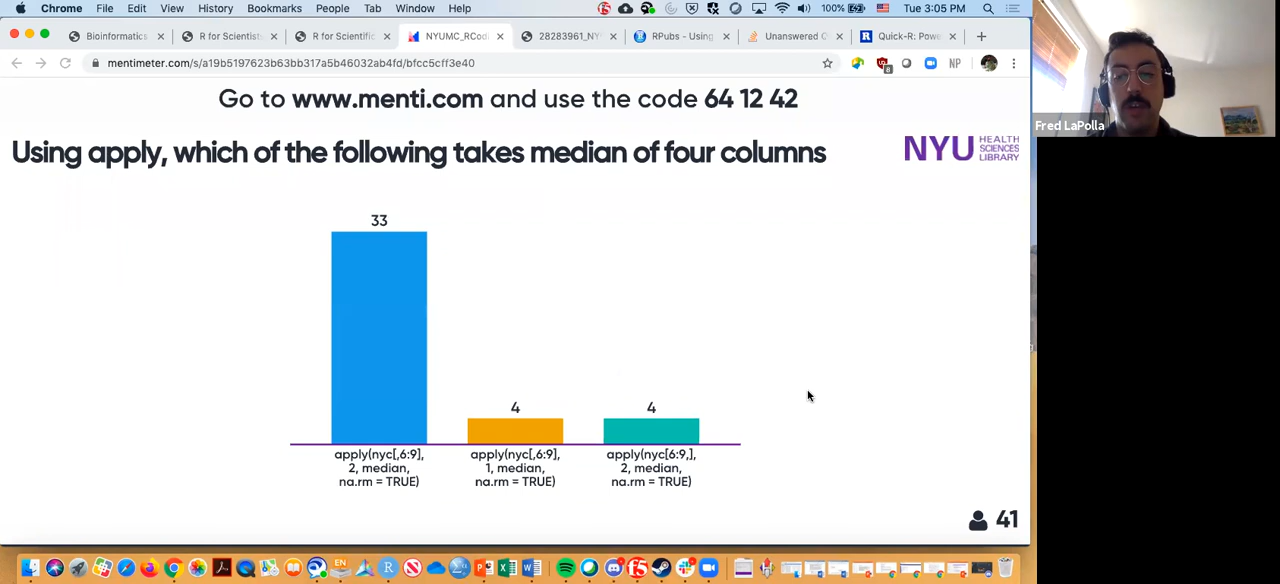 Chrome File Edit View History Bookmarks People Tab Window Help 100% Tue 3:05 PM
Bioinformatics R for Scientists R for Scientific NYUMC_RCodi 28283961_NY RPubs - Using Unanswered Q Quick-R: Powe
mentimeter.com/s/a19b5197623b63bb317a5b46032ab4fd/bfcc5cff3e40 8 NP
Fred LaPolla
Go to www.menti.com and use the code 64 12 42
Using apply, which of the following takes median of four columns
NYU HEALTH
SCIENCES
LIBRARY
33
4
4
apply(nyc[,6:9],
2, median,
na.rm = TRUE)
apply(nyc[,6:9],
1, median,
na.rm = TRUE)
apply(nyc[6:9,],
2, median,
na.rm = TRUE)
41